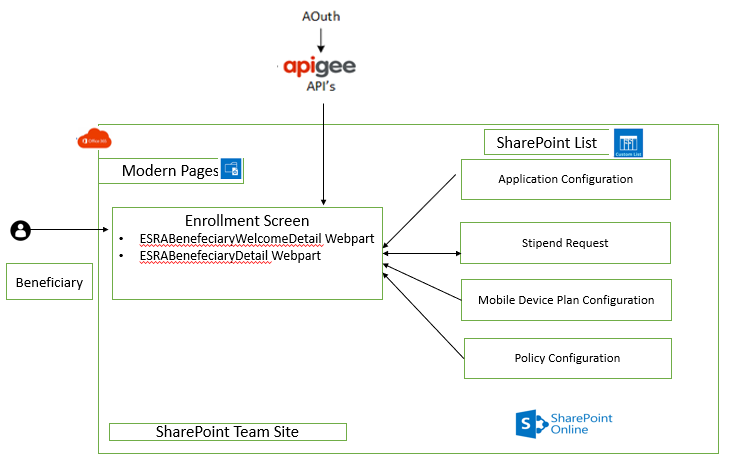 AOuth
apigee
API's
Office 365
SharePoint List
Custom List
Modern Pages
Application Configuration
Enrollment Screen
• ESRABenefeciaryWelcomeDetail Webpart
• ESRABenefeciaryDetail Webpart
Stipend Request
Beneficiary
Mobile Device Plan Configuration
Policy Configuration
SharePoint Team Site
S
SharePoint
Online